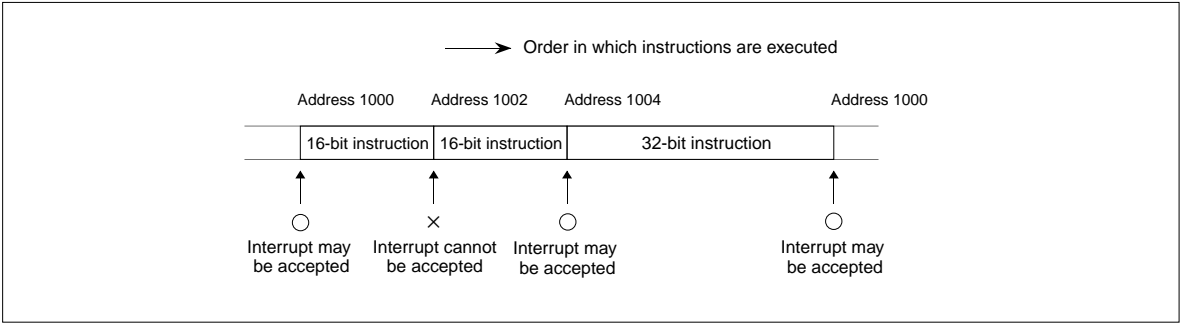 Order in which instructions are executed
Address 1000 Address 1002 Address 1004 Address 1000
16-bit instruction 16-bit instruction 32-bit instruction
Interrupt may be accepted
Interrupt cannot be accepted
Interrupt may be accepted
Interrupt may be accepted